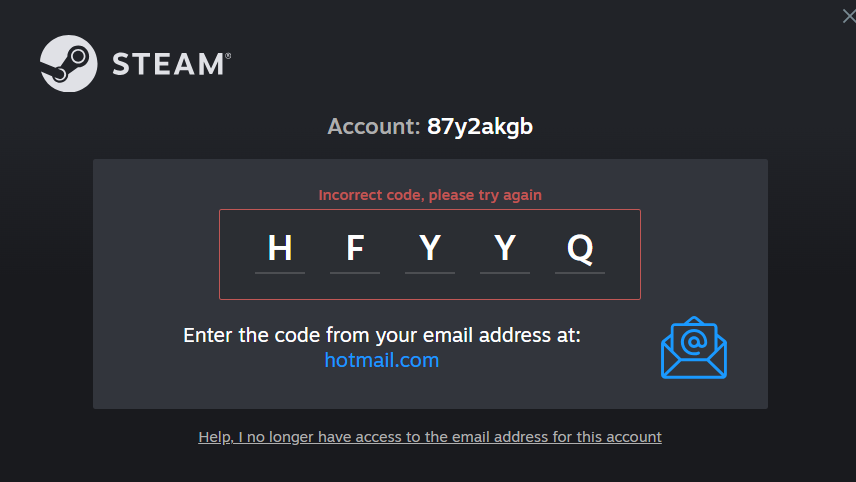 STEAM®
Account: 87y2akgb
Incorrect code, please try again
H F Y Y Q
Enter the code from your email address at:
hotmail.com
Help, I no longer have access to the email address for this account